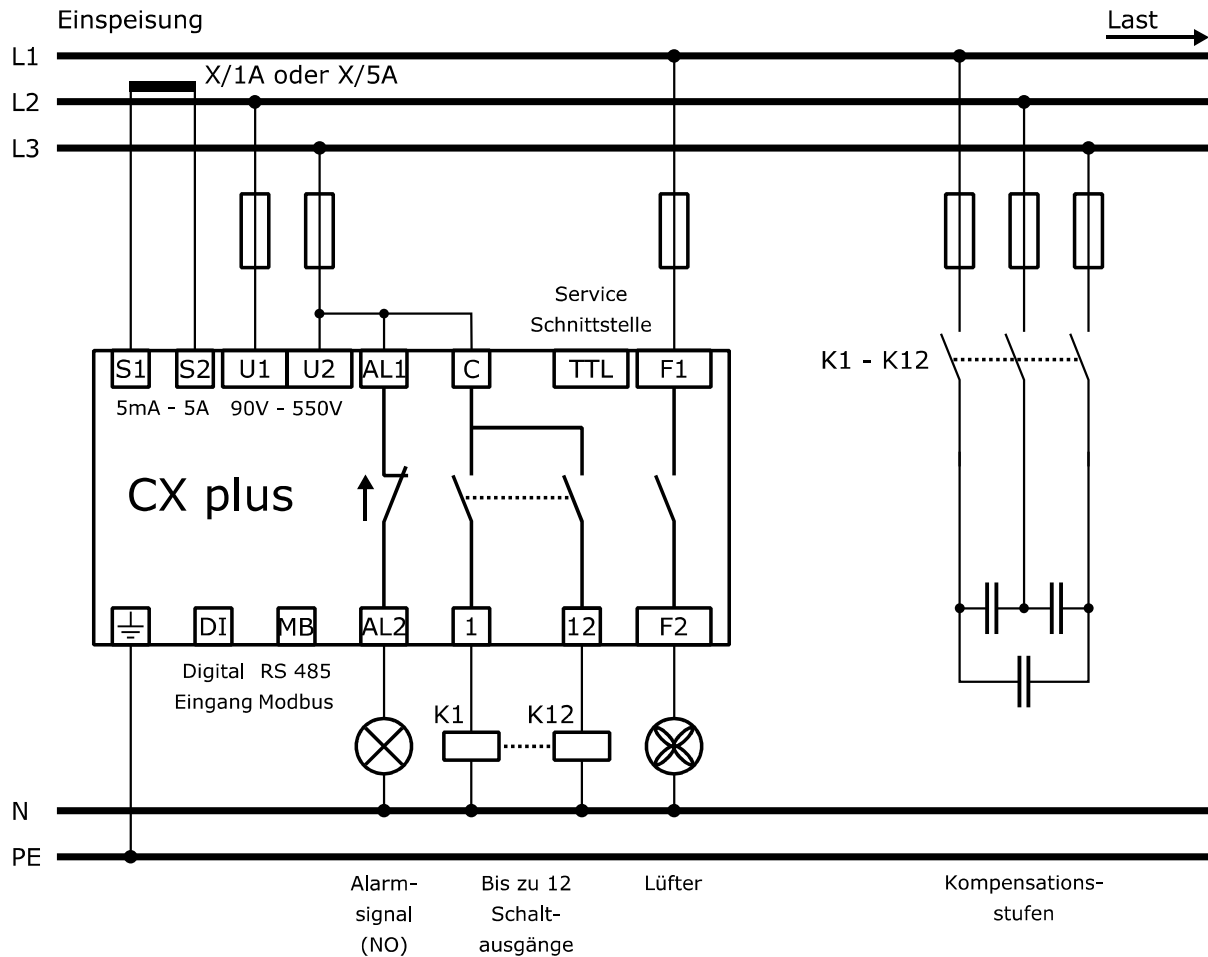 Einspeisung
Last
L1
X/1A oder X/5A
L2
L3
Service
Schnittstelle
S1
S2
U1
U2
AL1
C
TTL
F1
K1 - K12
5mA - 5A
90V - 550V
CX plus
DI
MB
AL2
1
12
F2
Digital
Eingang
RS 485
Modbus
K1
K12
N
PE
Alarm-
signal
(NO)
Bis zu 12
Schalt-
ausgänge
Lüfter
Kompensations-
stufen